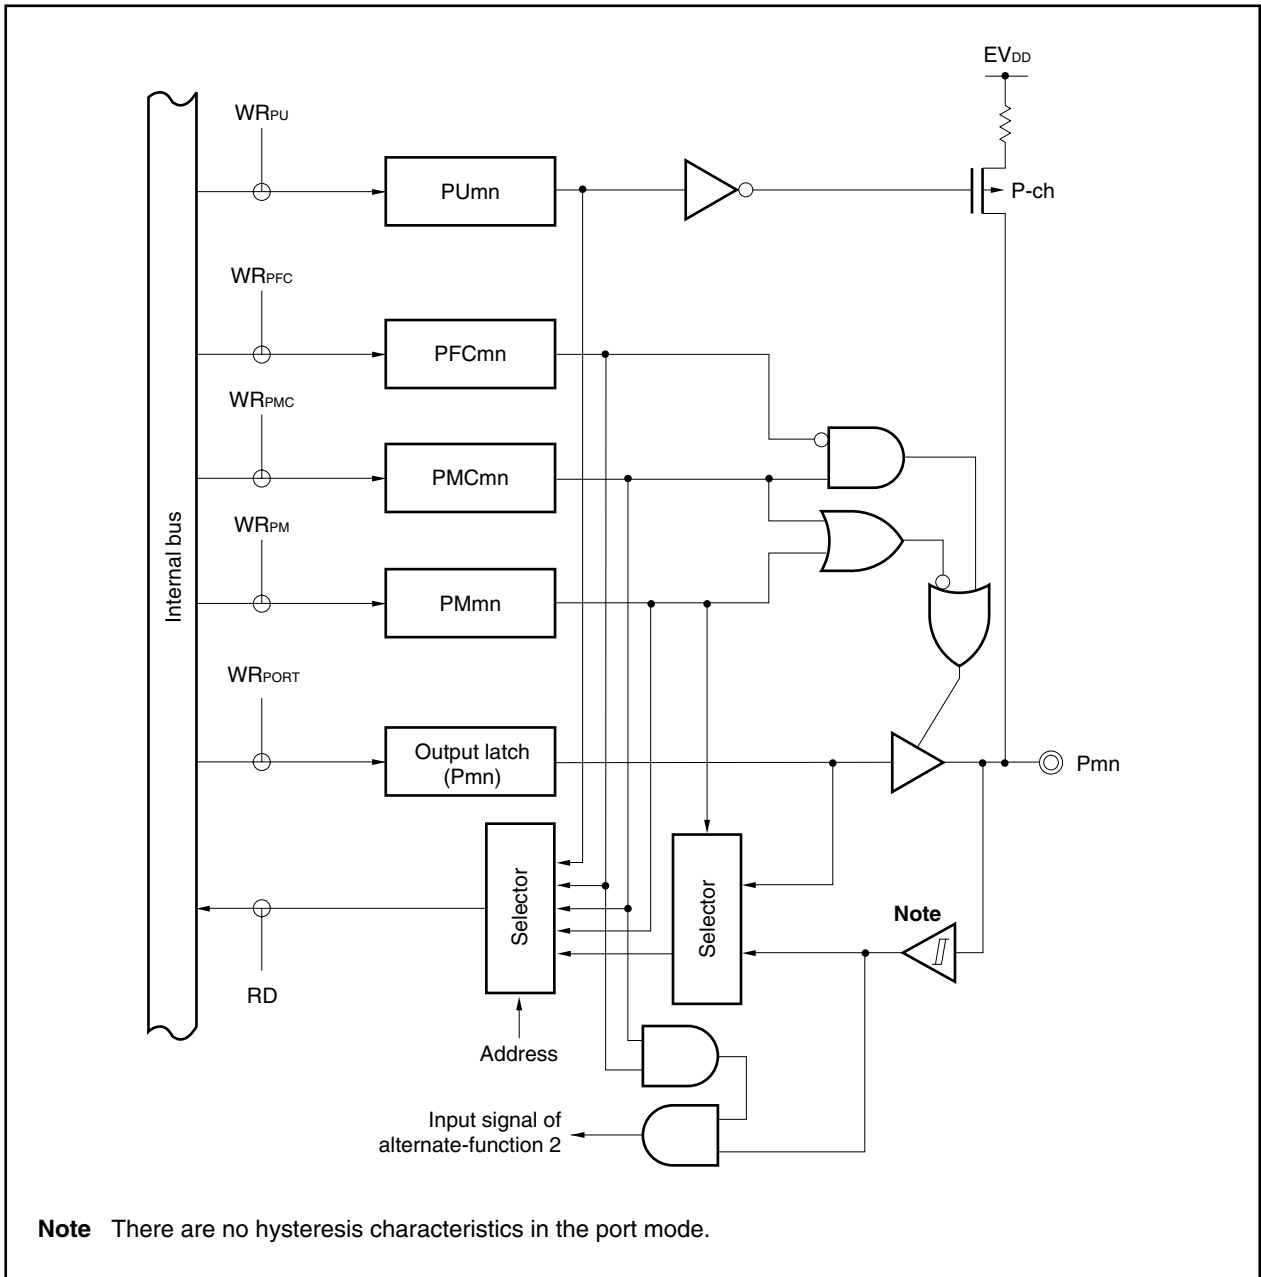 EVDD
WRPU
PUmn
P-ch
WRPFC
PFCmn
WRPMC
PMCmn
WRPM
PMmn
Internal bus
WRPORT
Output latch
(Pmn)
Pmn
Selector
Selector
Note
RD
Address
Input signal of
alternate-function 2
Note There are no hysteresis characteristics in the port mode.